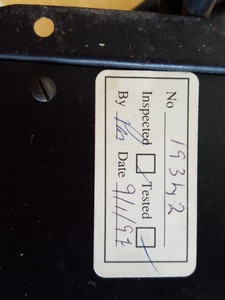 No 19342
Inspected Tested
By Date 9/1/97